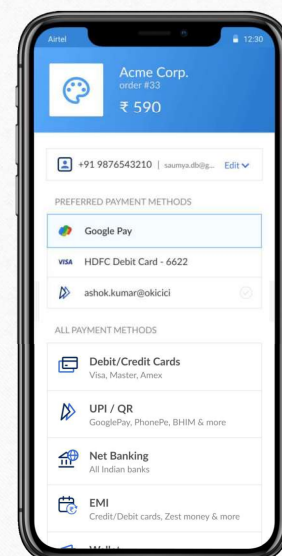 Airtel 12:30
Acme Corp.
order #33
₹ 590
+91 9876543210 | saumya.db@g... Edit
PREFERRED PAYMENT METHODS
Google Pay
VISA HDFC Debit Card - 6622
ashok.kumar@okicici
ALL PAYMENT METHODS
Debit/Credit Cards
Visa, Master, Amex
UPI / QR
GooglePay, PhonePe, BHIM & more
Net Banking
All Indian banks
EMI
Credit/Debit cards, Zest money & more